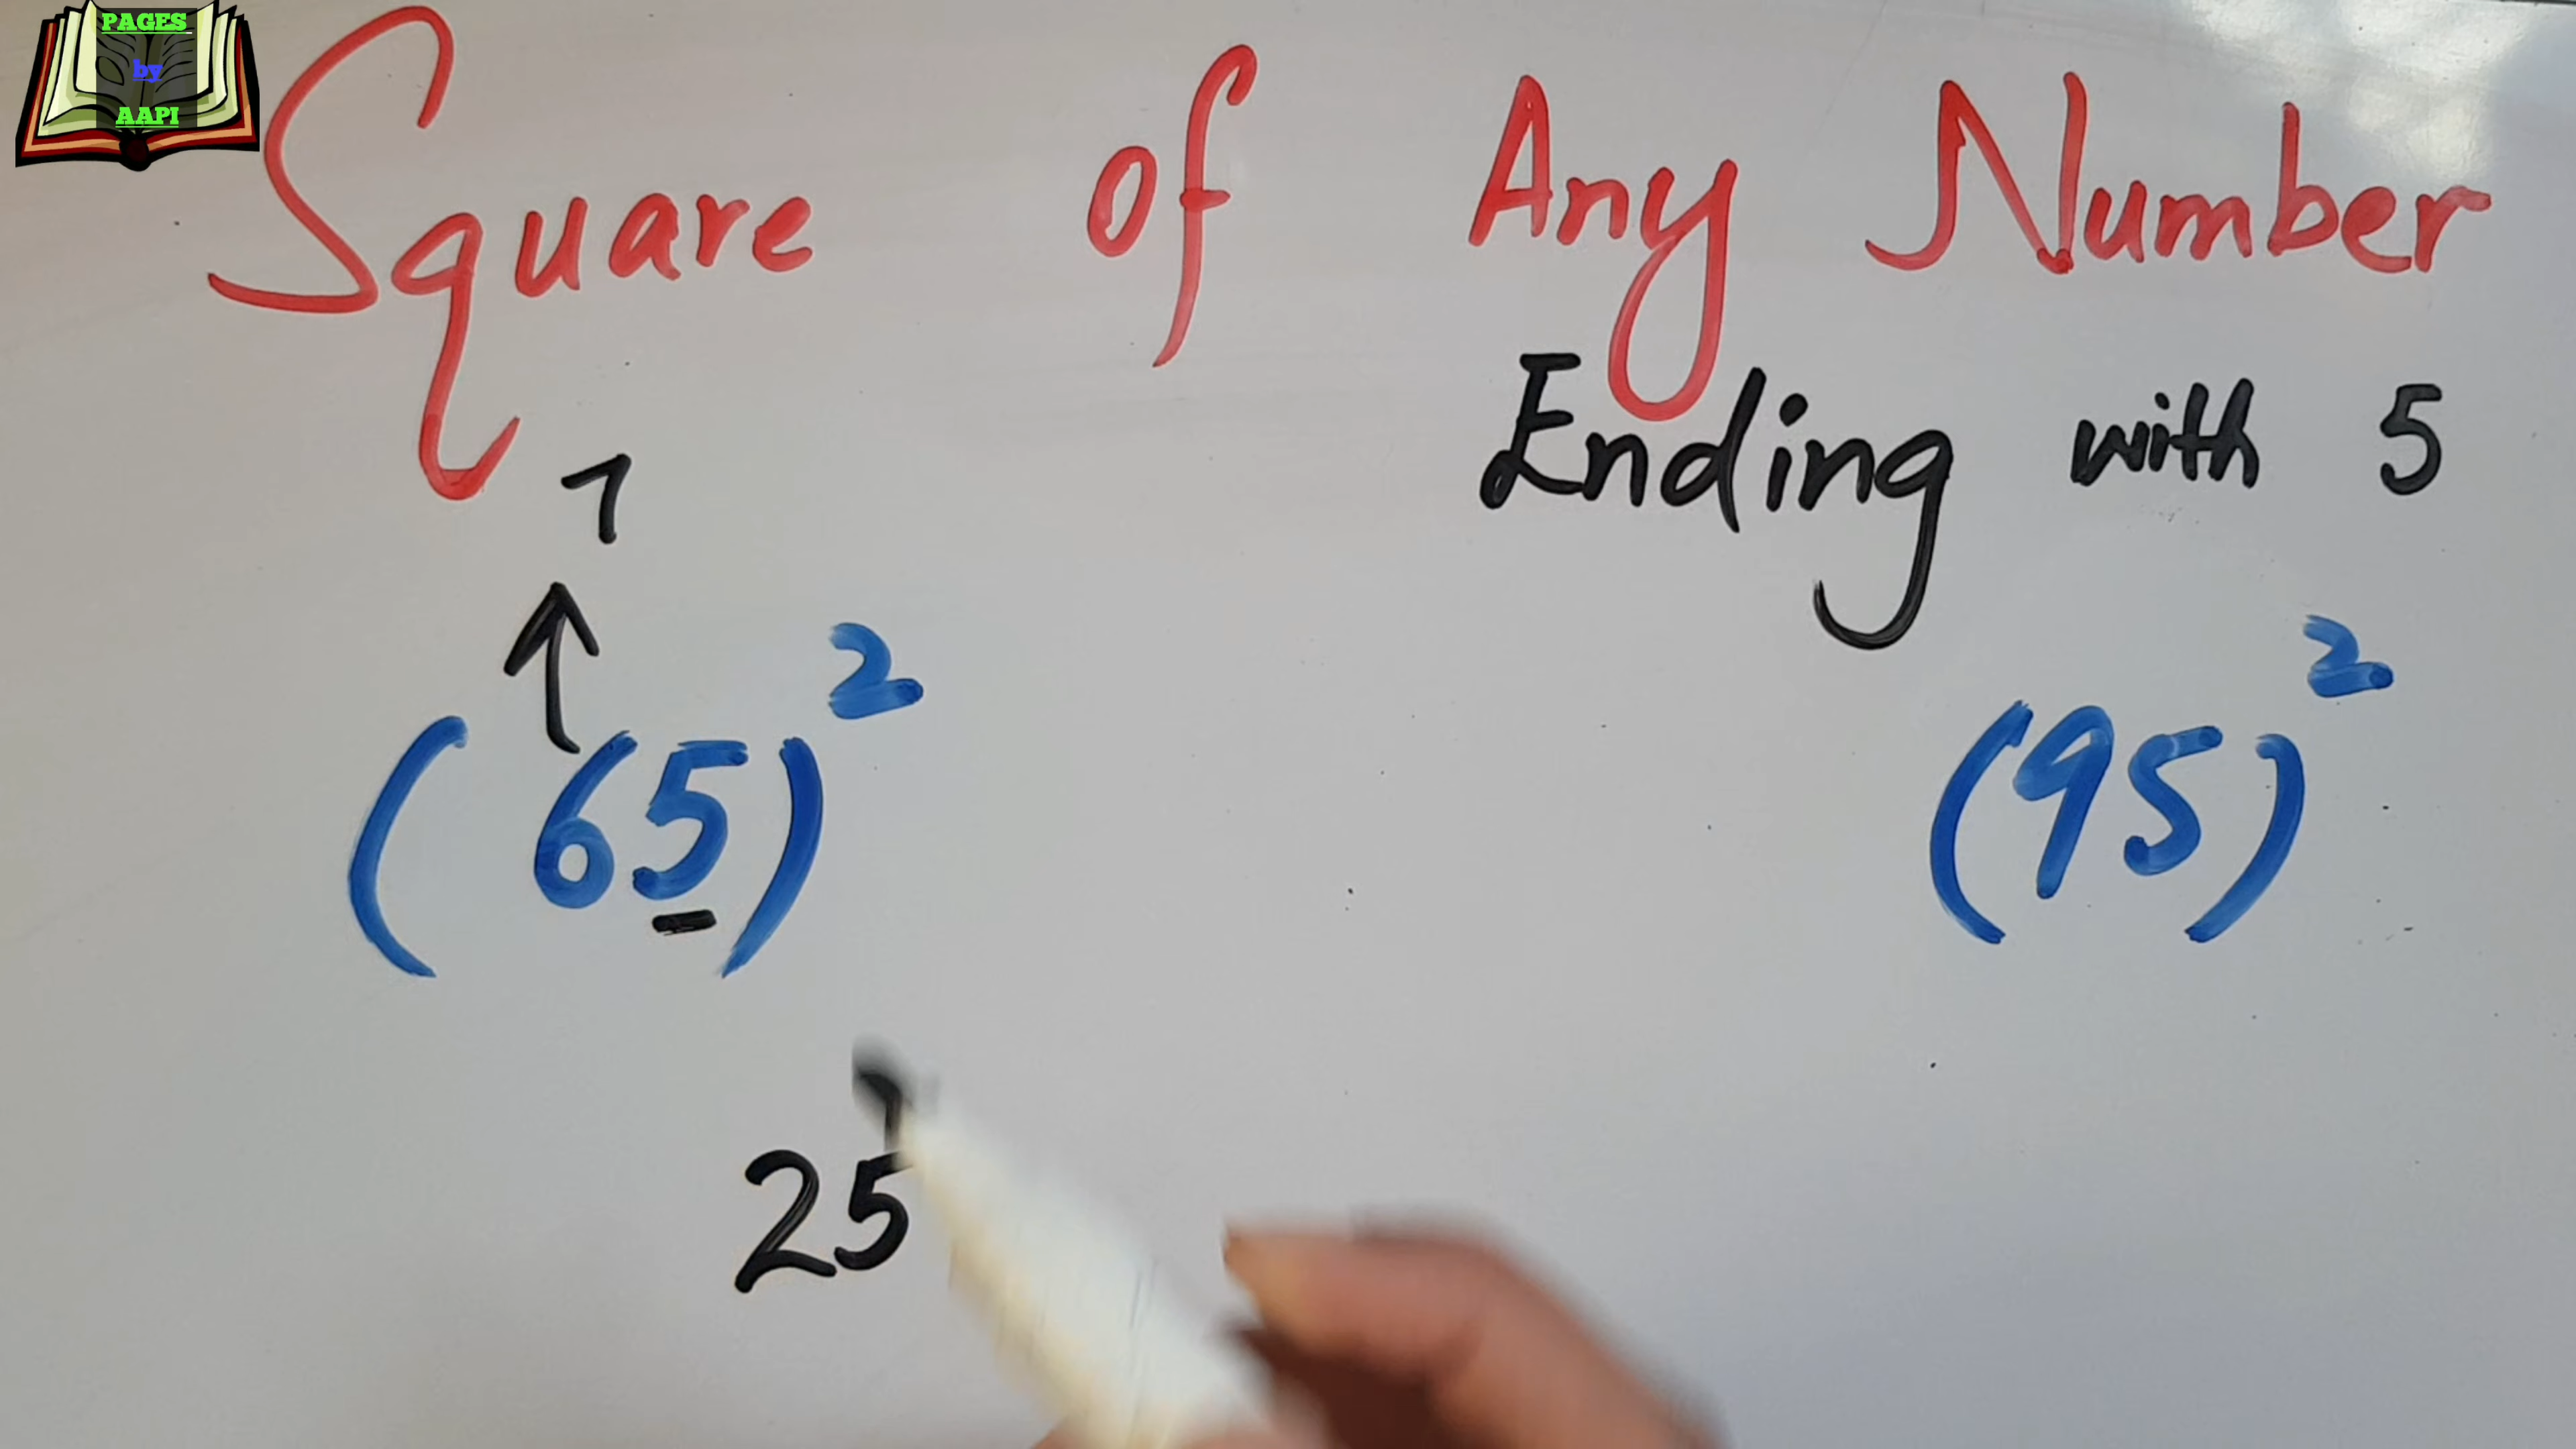 PAGES
by
AAPI
Square of Any Number
Ending with 5
7
(65)²
(95)²
25